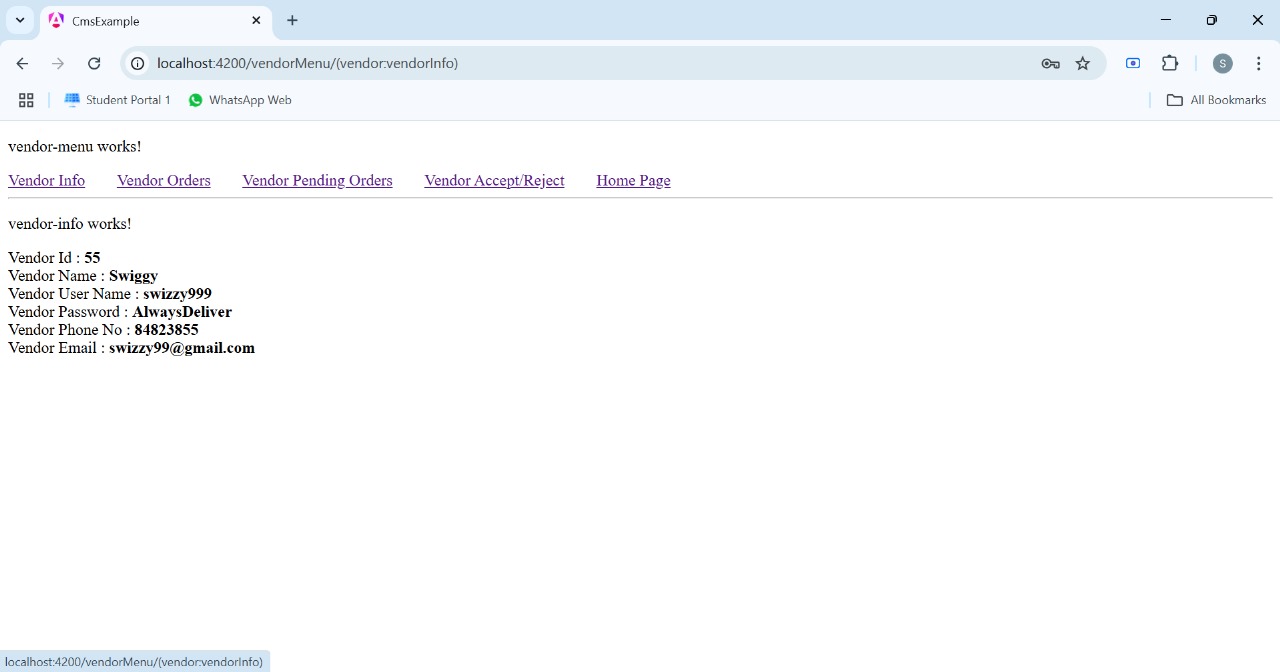 CmsExample
localhost:4200/vendorMenu/(vendor:vendorInfo)
S
Student Portal 1 WhatsApp Web All Bookmarks
vendor-menu works!
Vendor Info Vendor Orders Vendor Pending Orders Vendor Accept/Reject Home Page
vendor-info works!
Vendor Id : 55
Vendor Name : Swiggy
Vendor User Name : swizzy999
Vendor Password : AlwaysDeliver
Vendor Phone No : 84823855
Vendor Email : swizzy99@gmail.com
localhost:4200/vendorMenu/(vendor:vendorInfo)